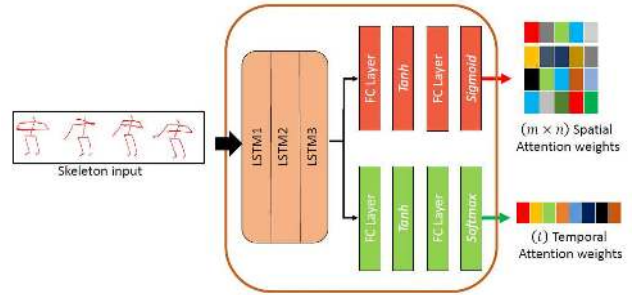 Skeleton input
LSTM1
LSTM2
LSTM3
FC Layer
Tanh
FC Layer
Sigmoid
(m × n) Spatial
Attention weights
FC Layer
Tanh
FC Layer
Softmax
(t) Temporal
Attention weights